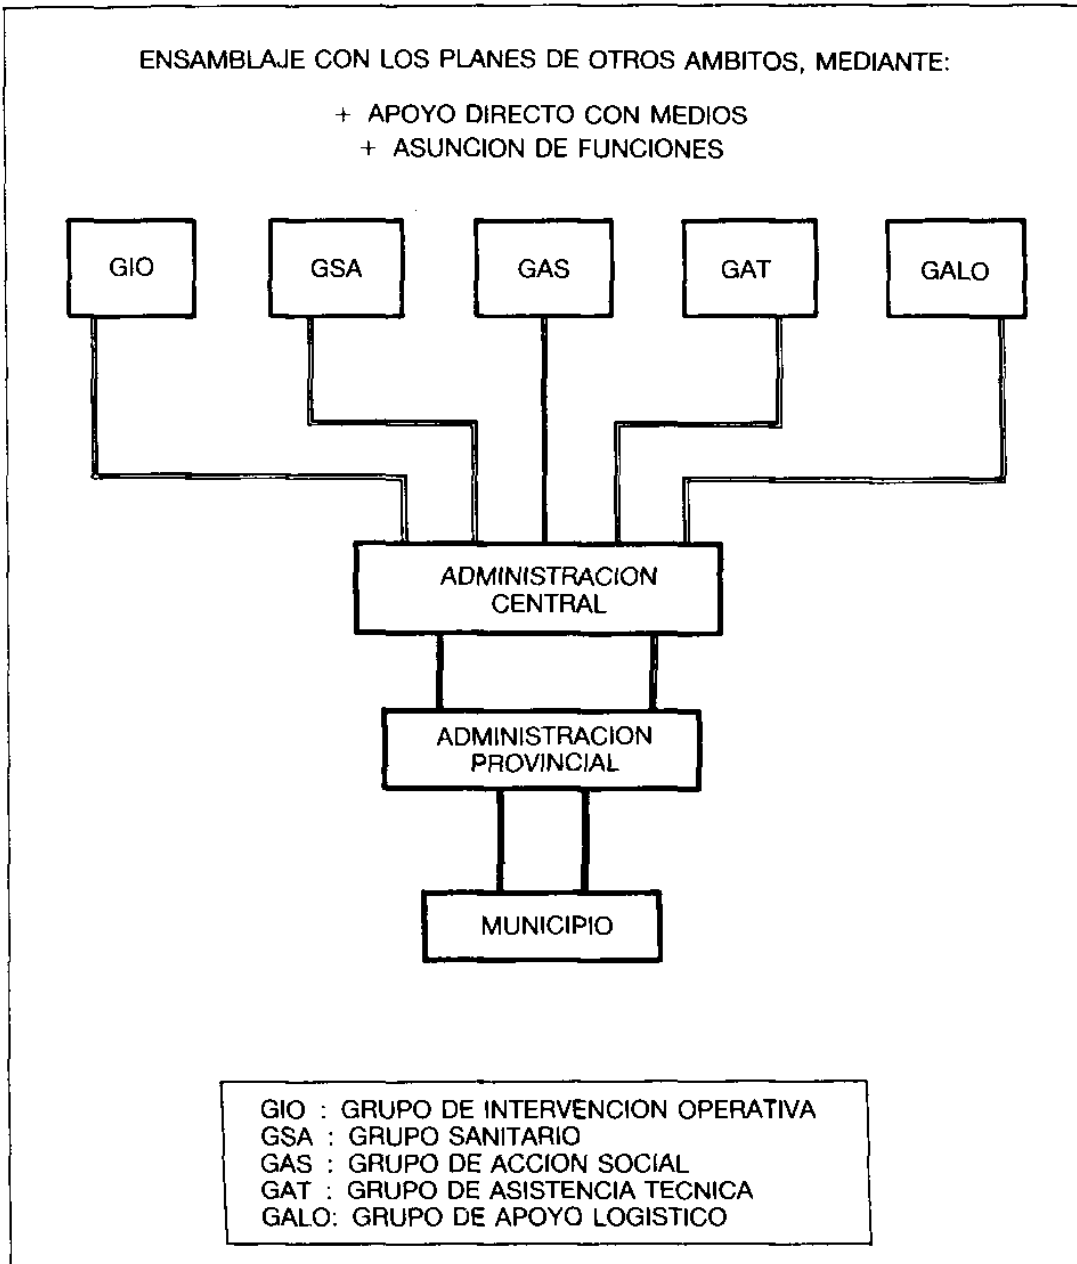 ENSAMBLAJE CON LOS PLANES DE OTROS AMBITOS, MEDIANTE:
+ APOYO DIRECTO CON MEDIOS
+ ASUNCION DE FUNCIONES
GIO
GSA
GAS
GAT
GALO
ADMINISTRACION
CENTRAL
ADMINISTRACION
PROVINCIAL
MUNICIPIO
GIO : GRUPO DE INTERVENCION OPERATIVA
GSA : GRUPO SANITARIO
GAS : GRUPO DE ACCION SOCIAL
GAT : GRUPO DE ASISTENCIA TECNICA
GALO: GRUPO DE APOYO LOGISTICO